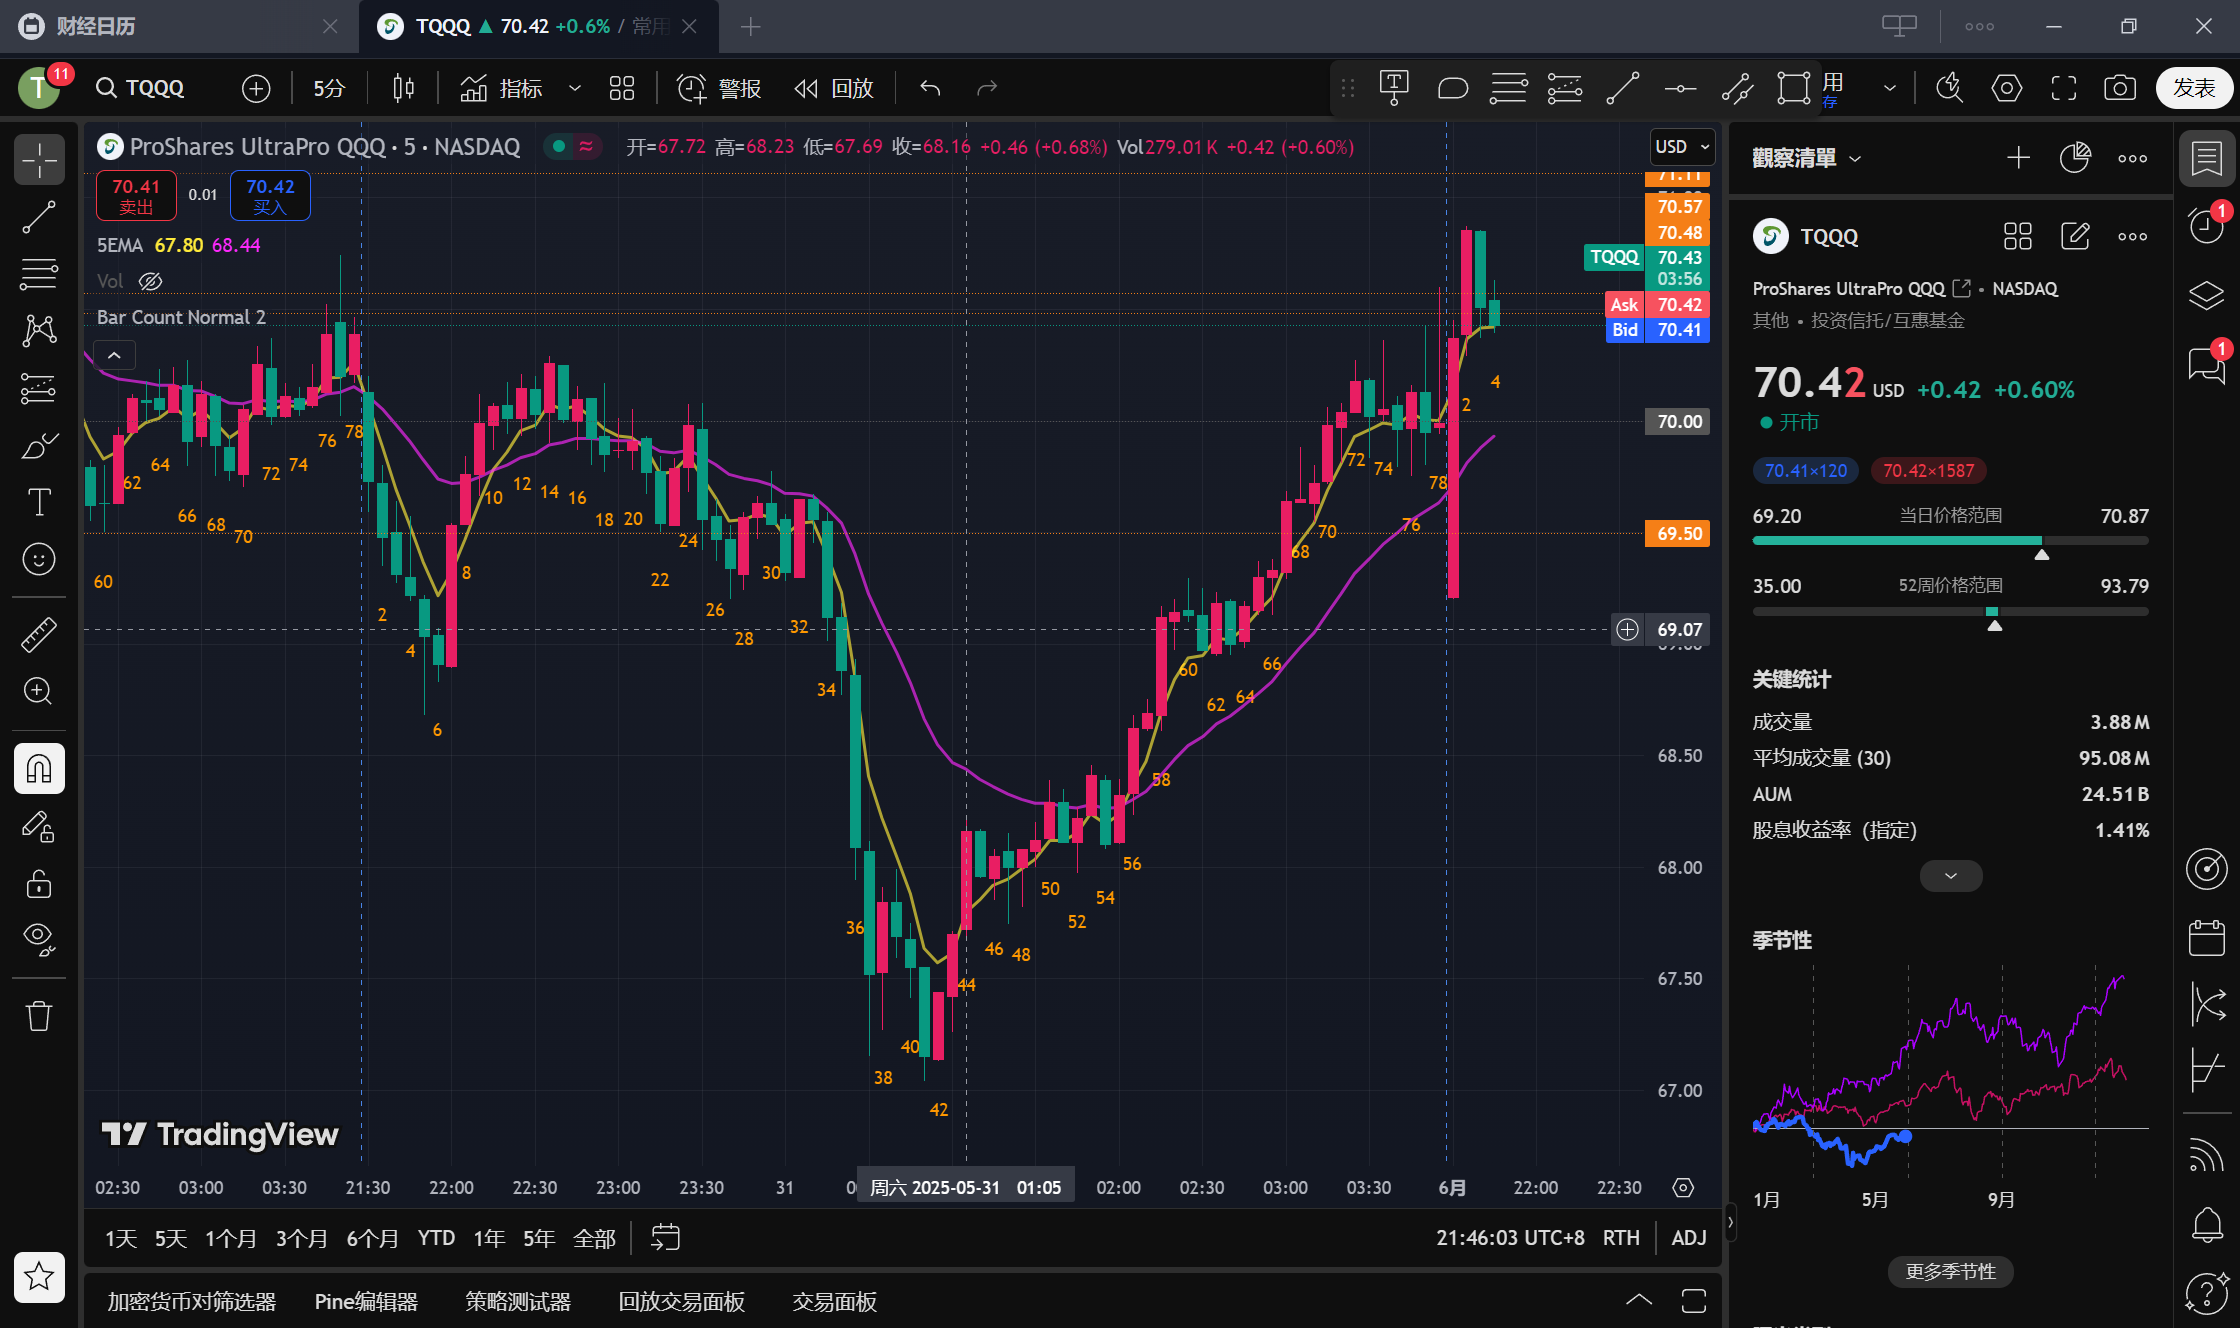 财经日历
TQQQ ▲ 70.42 +0.6% / 常用
T 11 TQQQ 5分 指标 警报 回放 用 存 发表
ProShares UltraPro QQQ · 5 · NASDAQ 开=67.72 高=68.23 低=67.69 收=68.16 +0.46 (+0.68%) Vol279.01 K +0.42 (+0.60%)
USD
70.41 卖出 0.01 70.42 买入
5EMA 67.80 68.44
Vol
Bar Count Normal 2
71.11
70.57
70.48
TQQQ 70.43
03:56
Ask 70.42
Bid 70.41
70.00
69.50
69.07
68.50
68.00
67.50
67.00
60 62 64 66 68 70 72 74 76 78
2 4 6 8 10 12 14 16 18 20 22 24 26 28 30 32 34 36 38 40 42 44 46 48 50 52 54 56 58 60 62 64 66 68 70 72 74 76 78
2 4
TradingView
02:30 03:00 03:30 21:30 22:00 22:30 23:00 23:30 31 周六 2025-05-31 01:05 02:00 02:30 03:00 03:30 6月 22:00 22:30
1天 5天 1个月 3个月 6个月 YTD 1年 5年 全部 21:46:03 UTC+8 RTH ADJ
加密货币对筛选器 Pine编辑器 策略测试器 回放交易面板 交易面板
觀察清單
TQQQ
ProShares UltraPro QQQ • NASDAQ
其他 • 投资信托/互惠基金
70.42 USD +0.42 +0.60%
开市
70.41×120 70.42×1587
69.20 当日价格范围 70.87
35.00 52周价格范围 93.79
关键统计
成交量 3.88 M
平均成交量 (30) 95.08 M
AUM 24.51 B
股息收益率 (指定) 1.41%
季节性
1月 5月 9月
更多季节性
1
1